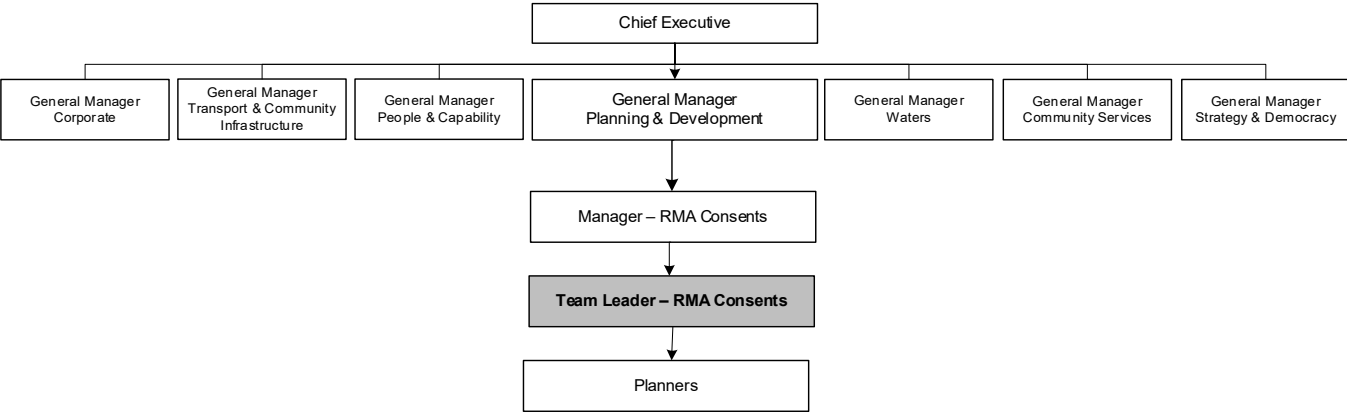 Chief Executive
General Manager
Corporate
General Manager
Transport & Community
Infrastructure
General Manager
People & Capability
General Manager
Planning & Development
General Manager
Waters
General Manager
Community Services
General Manager
Strategy & Democracy
Manager – RMA Consents
Team Leader – RMA Consents
Planners